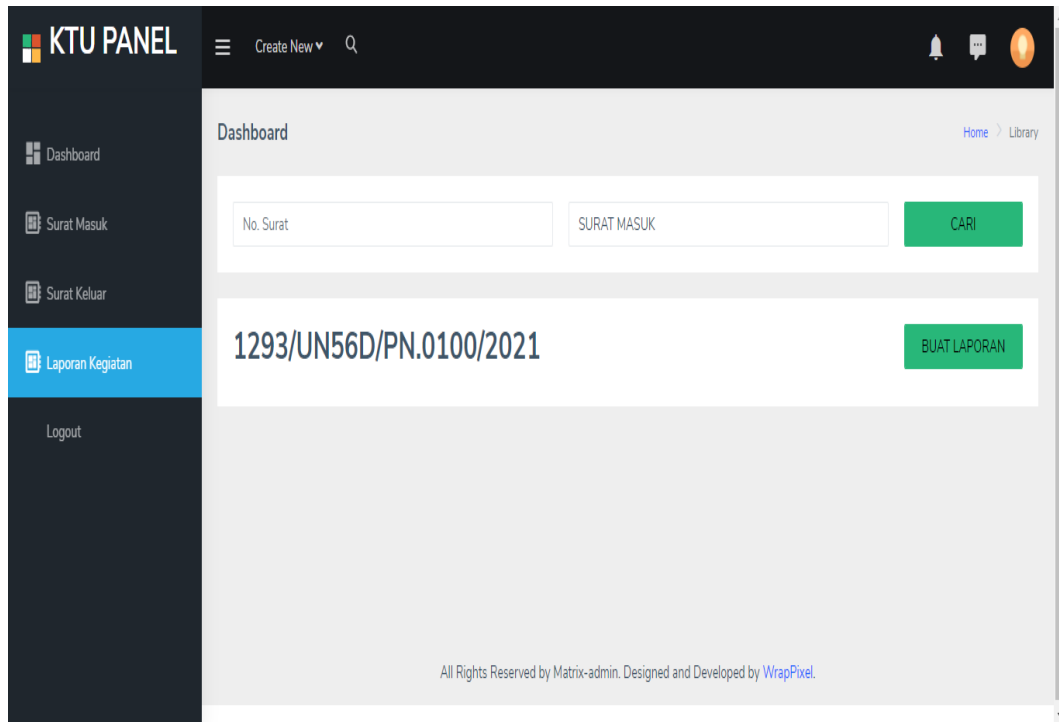 KTU PANEL
Create New
Dashboard
Surat Masuk
Surat Keluar
Laporan Kegiatan
Logout
Dashboard
Home > Library
No. Surat
SURAT MASUK
CARI
1293/UN56D/PN.0100/2021
BUAT LAPORAN
All Rights Reserved by Matrix-admin. Designed and Developed by WrapPixel.